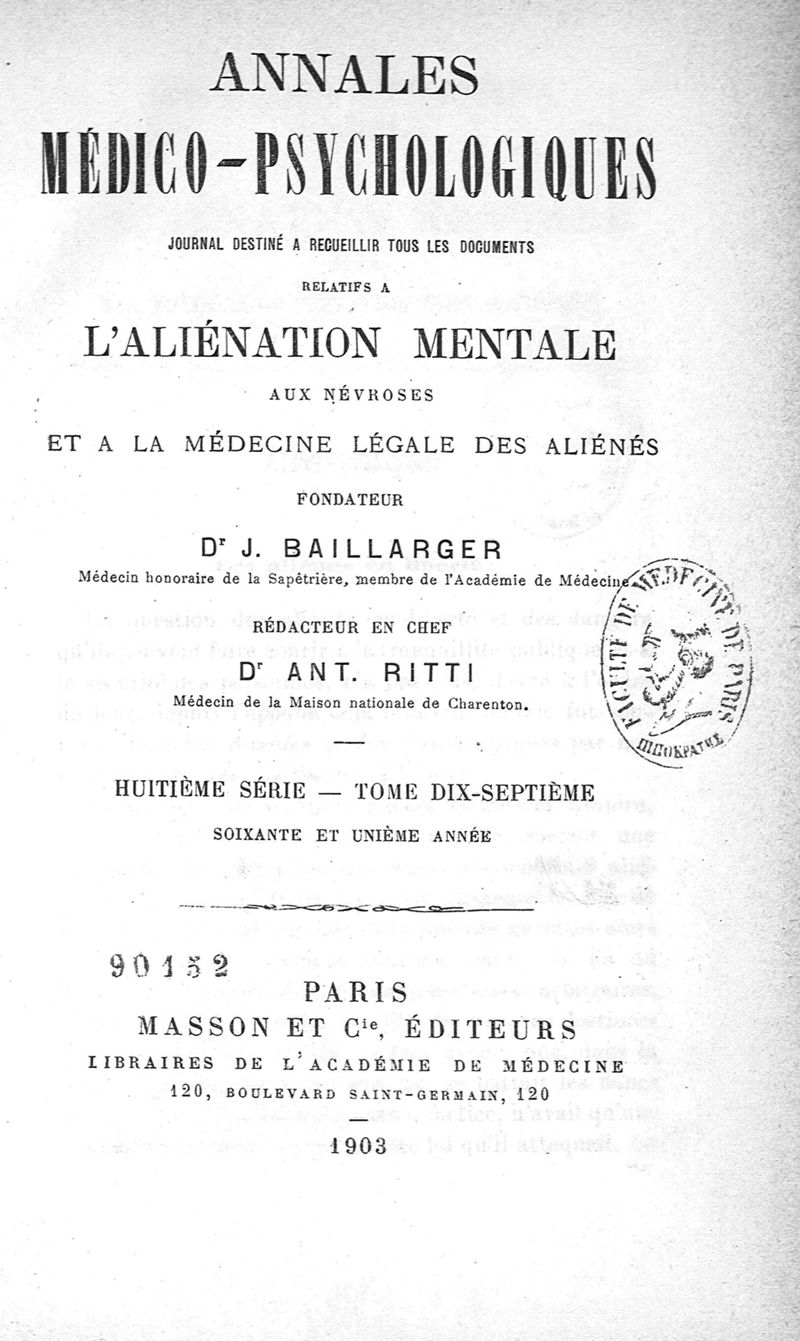 ANNALES
MÉDICO-PSYCHOLOGIQUES
JOURNAL DESTINÉ A RECUEILLIR TOUS LES DOCUMENTS
RELATIFS A
L'ALIÉNATION MENTALE
AUX NÉVROSES
ET A LA MÉDECINE LÉGALE DES ALIÉNÉS
FONDATEUR
Dr J. BAILLARGER
Médecin honoraire de la Sapêtrière, membre de l'Académie de Médecine
RÉDACTEUR EN CHEF
Dr ANT. RITTI
Médecin de la Maison nationale de Charenton.
FACULTÉ DE MEDECINE DE PARIS
HIPPOKPATHE
HUITIÈME SÉRIE — TOME DIX-SEPTIÈME
SOIXANTE ET UNIÈME ANNÉE
90152
PARIS
MASSON ET Cie, ÉDITEURS
LIBRAIRES DE L'ACADÉMIE DE MÉDECINE
120, BOULEVARD SAINT-GERMAIN, 120
1903